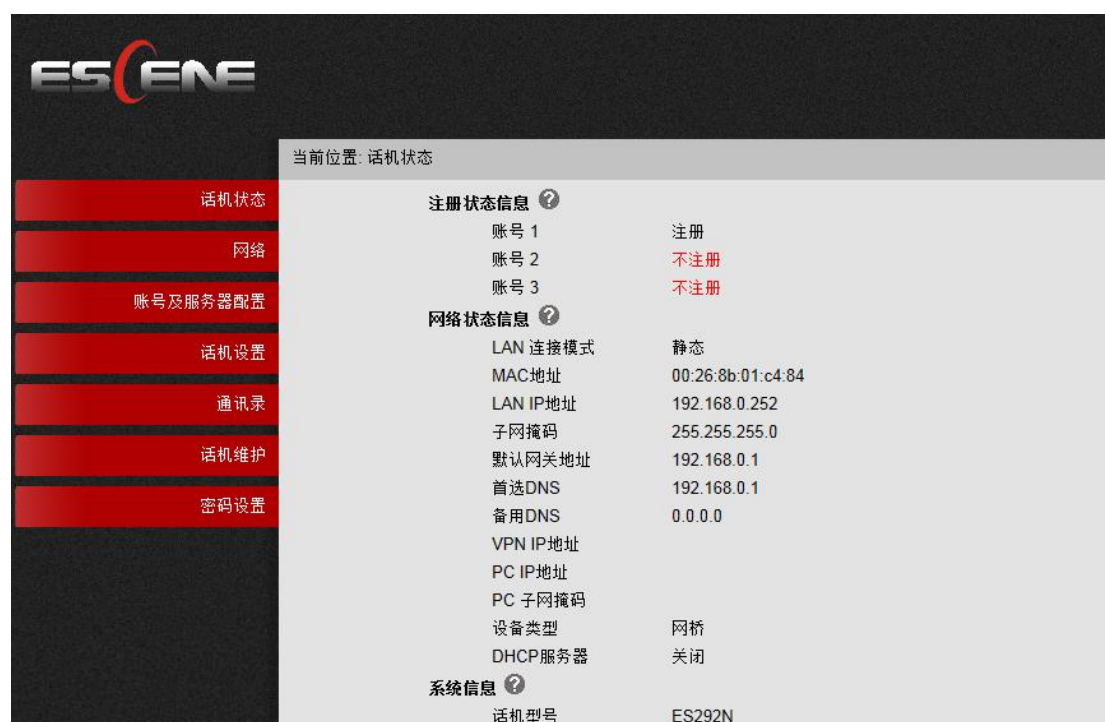 ESCENE
当前位置: 话机状态
话机状态
网络
账号及服务器配置
话机设置
通讯录
话机维护
密码设置
注册状态信息 ?
账号 1 注册
账号 2 不注册
账号 3 不注册
网络状态信息 ?
LAN 连接模式 静态
MAC地址 00:26:8b:01:c4:84
LAN IP地址 192.168.0.252
子网掩码 255.255.255.0
默认网关地址 192.168.0.1
首选DNS 192.168.0.1
备用DNS 0.0.0.0
VPN IP地址
PC IP地址
PC 子网掩码
设备类型 网桥
DHCP服务器 关闭
系统信息 ?
话机型号 ES292N